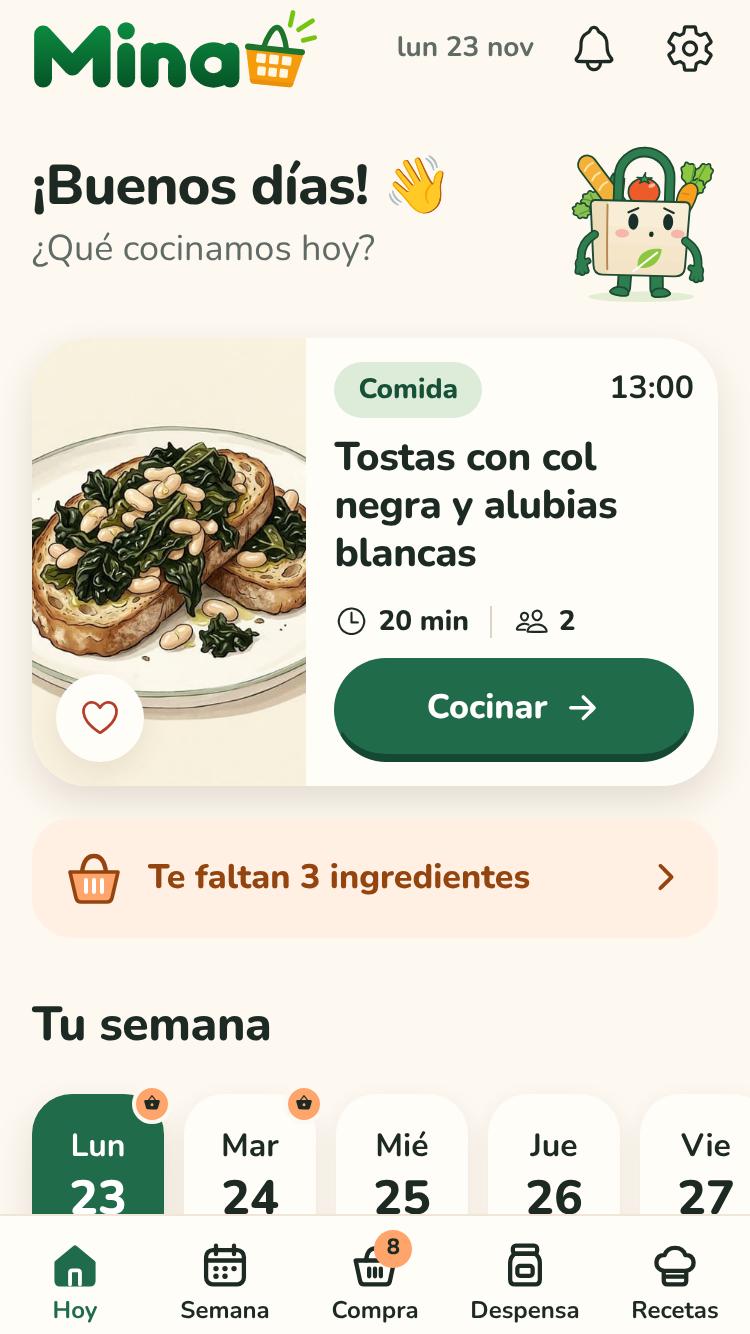 Mina
lun 23 nov
¡Buenos días! 👋
¿Qué cocinamos hoy?
Comida
13:00
Tostas con col
negra y alubias
blancas
20 min
2
Cocinar →
Te faltan 3 ingredientes
Tu semana
Lun
23
Mar
24
Mié
25
Jue
26
Vie
27
8
Hoy
Semana
Compra
Despensa
Recetas